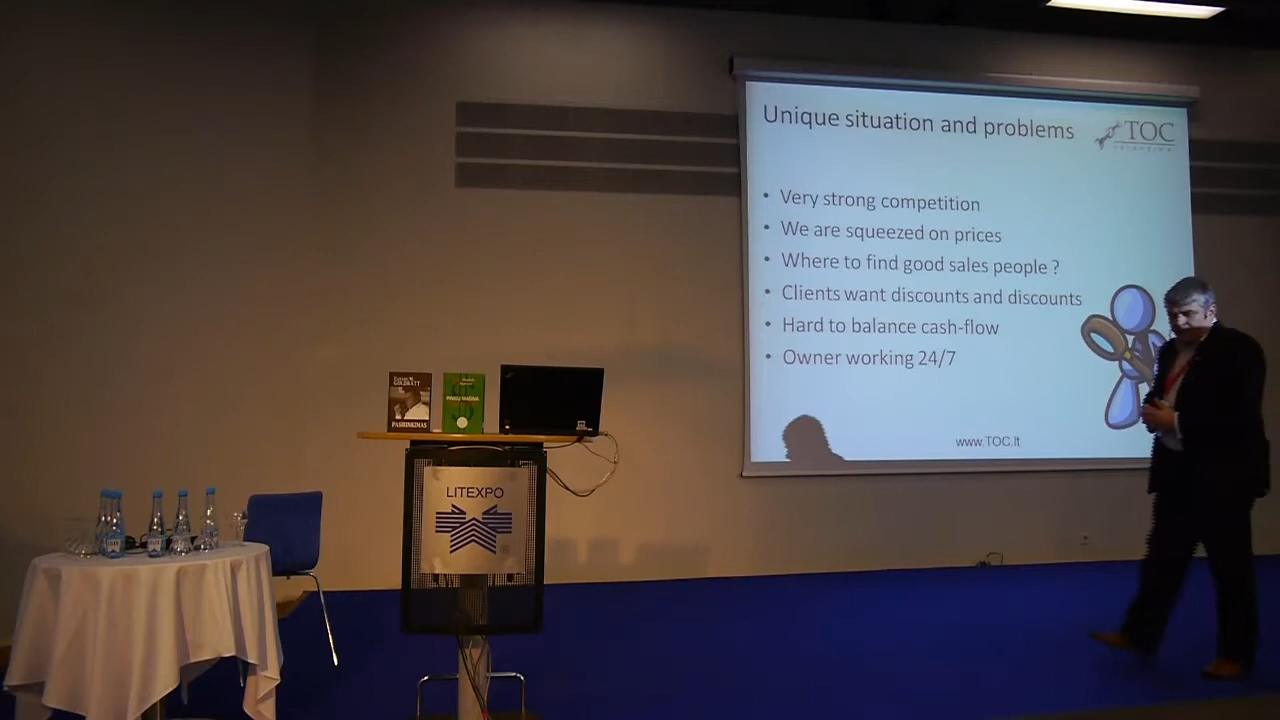 Unique situation and problems
TOC
• Very strong competition
• We are squeezed on prices
• Where to find good sales people ?
• Clients want discounts and discounts
• Hard to balance cash-flow
• Owner working 24/7
www.TOC.lt
GOLDRATT
PASIRINKIMAS
PINIGŲ MAŠINA
LITEXPO